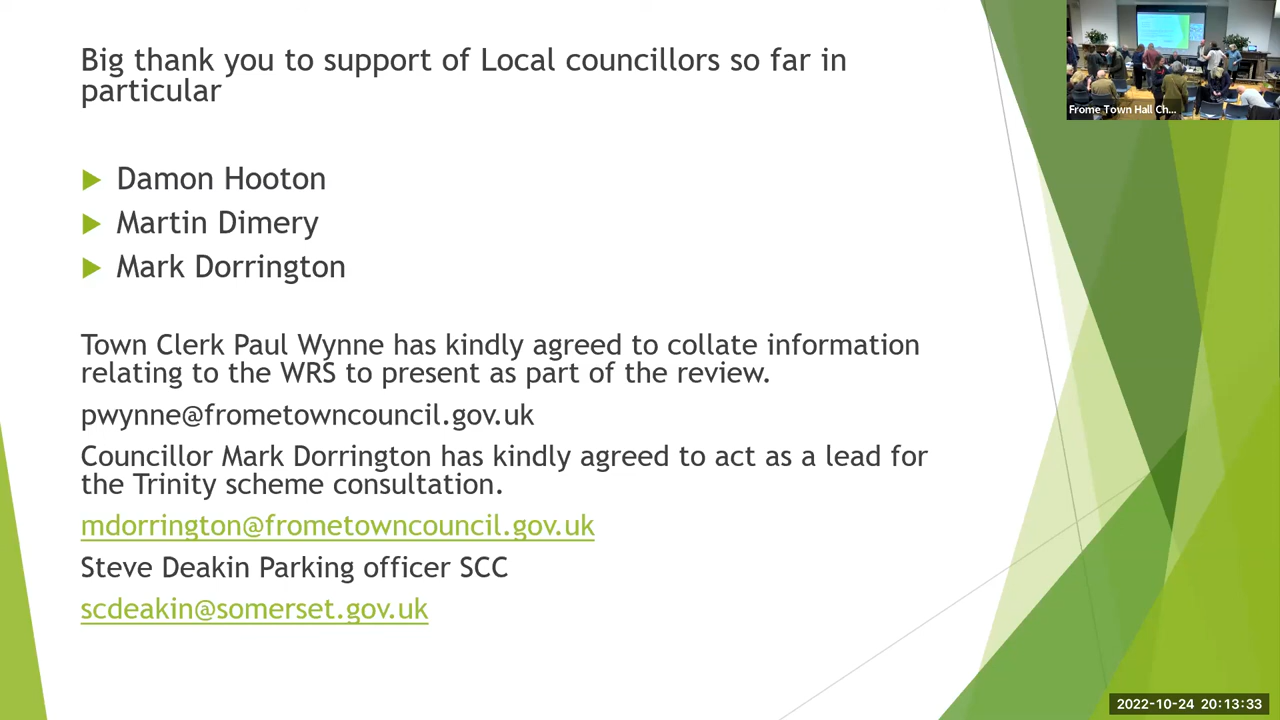 Big thank you to support of Local councillors so far in
particular
Damon Hooton
Martin Dimery
Mark Dorrington
Town Clerk Paul Wynne has kindly agreed to collate information
relating to the WRS to present as part of the review.
pwynne@frometowncouncil.gov.uk
Councillor Mark Dorrington has kindly agreed to act as a lead for
the Trinity scheme consultation.
mdorrington@frometowncouncil.gov.uk
Steve Deakin Parking officer SCC
scdeakin@somerset.gov.uk
Frome Town Hall Ch...
2022-10-24 20:13:33